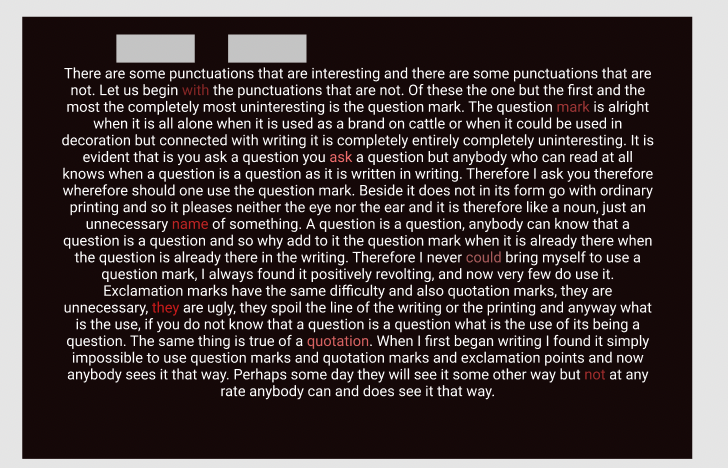 There are some punctuations that are interesting and there are some punctuations that are
not. Let us begin with the punctuations that are not. Of these the one but the first and the
most the completely most uninteresting is the question mark. The question mark is alright
when it is all alone when it is used as a brand on cattle or when it could be used in
decoration but connected with writing it is completely entirely completely uninteresting. It is
evident that is you ask a question you ask a question but anybody who can read at all
knows when a question is a question as it is written in writing. Therefore I ask you therefore
wherefore should one use the question mark. Beside it does not in its form go with ordinary
printing and so it pleases neither the eye nor the ear and it is therefore like a noun, just an
unnecessary name of something. A question is a question, anybody can know that a
question is a question and so why add to it the question mark when it is already there when
the question is already there in the writing. Therefore I never could bring myself to use a
question mark, I always found it positively revolting, and now very few do use it.
Exclamation marks have the same difficulty and also quotation marks, they are
unnecessary, they are ugly, they spoil the line of the writing or the printing and anyway what
is the use, if you do not know that a question is a question what is the use of its being a
question. The same thing is true of a quotation. When I first began writing I found it simply
impossible to use question marks and quotation marks and exclamation points and now
anybody sees it that way. Perhaps some day they will see it some other way but not at any
rate anybody can and does see it that way.